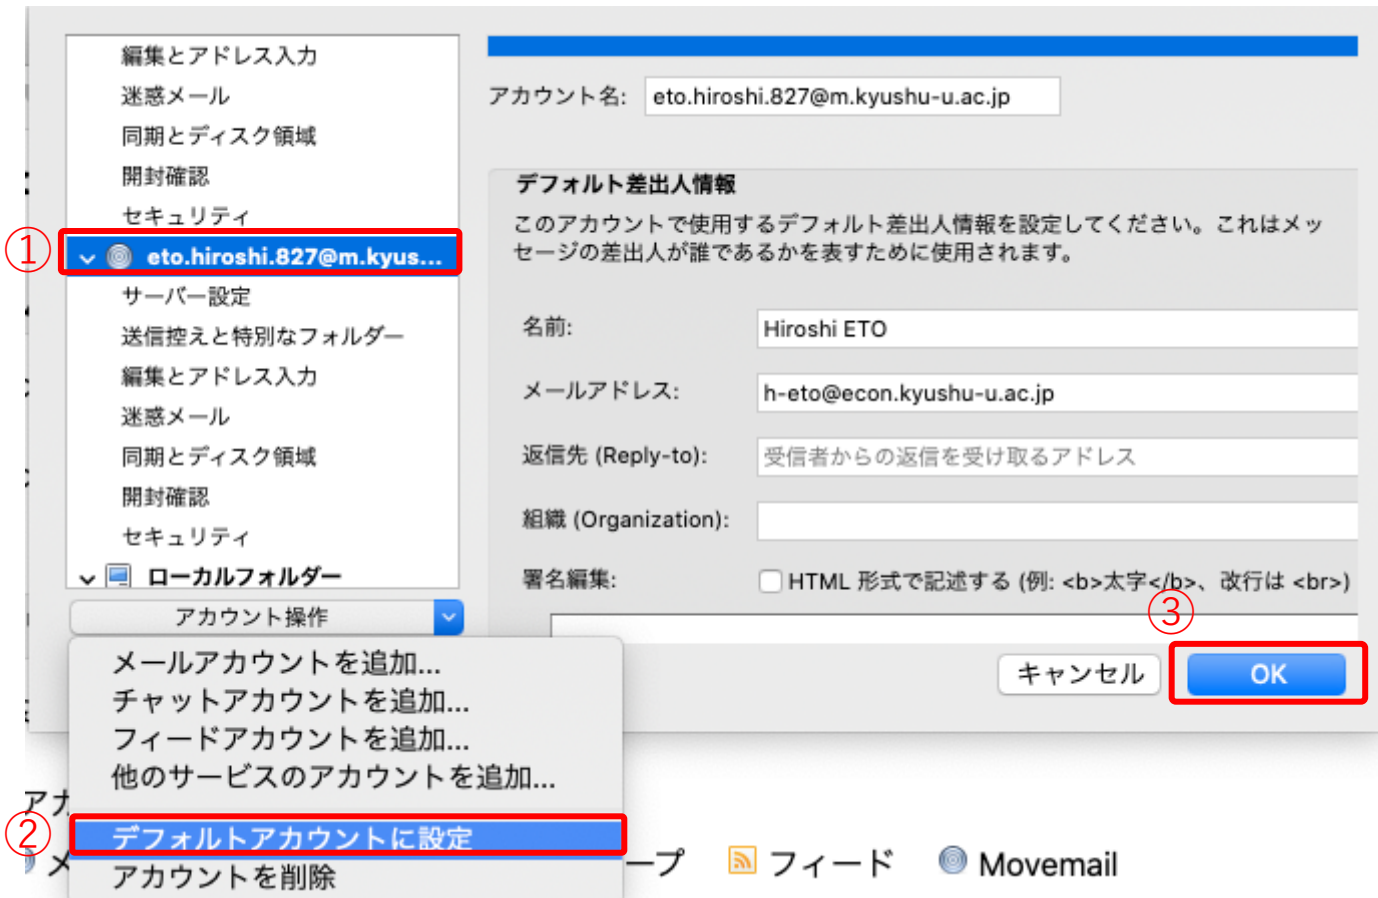 編集とアドレス入力
迷惑メール
同期とディスク領域
開封確認
セキュリティ
①
eto.hiroshi.827@m.kyus...
サーバー設定
送信控えと特別なフォルダー
編集とアドレス入力
迷惑メール
同期とディスク領域
開封確認
セキュリティ
ローカルフォルダー
アカウント操作
メールアカウントを追加...
チャットアカウントを追加...
フィードアカウントを追加...
他のサービスのアカウントを追加...
②
デフォルトアカウントに設定
アカウントを削除
アカウント名: eto.hiroshi.827@m.kyushu-u.ac.jp
デフォルト差出人情報
このアカウントで使用するデフォルト差出人情報を設定してください。これはメッ
セージの差出人が誰であるかを表すために使用されます。
名前: Hiroshi ETO
メールアドレス: h-eto@econ.kyushu-u.ac.jp
返信先 (Reply-to): 受信者からの返信を受け取るアドレス
組織 (Organization):
署名編集: HTML 形式で記述する (例: <b>太字</b>、改行は <br>)
③
キャンセル OK
ープ フィード Movemail